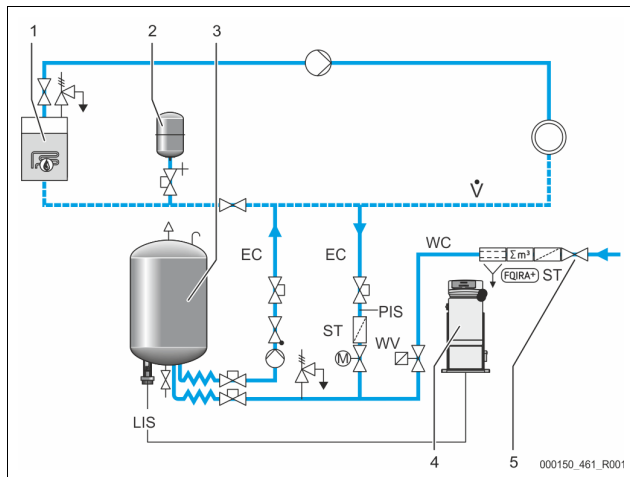 1
2
3
V̇
EC
EC
WC
Σm³
FQIRA+
ST
PIS
ST
WV
M
LIS
4
5
000150_461_R001